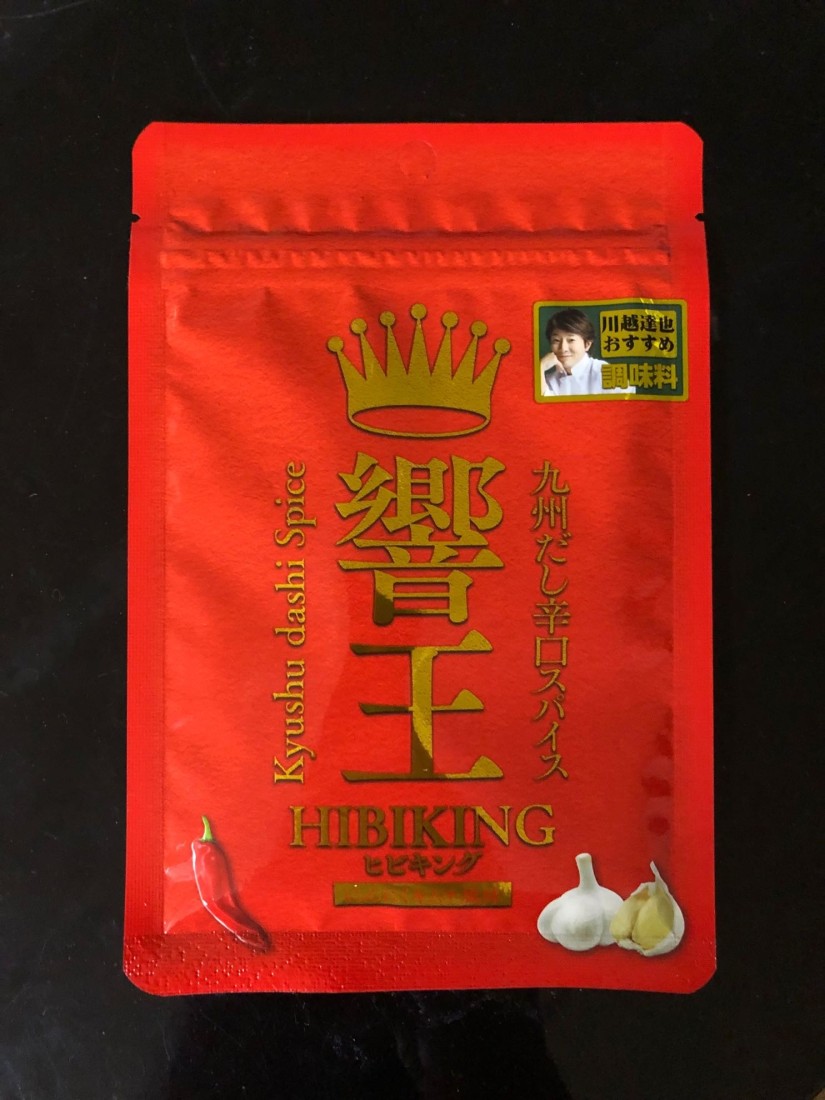 川越達也
おすすめ
調味料
響王
九州だし辛口スパイス
Kyushu dashi Spice
HIBIKING
ヒビキング